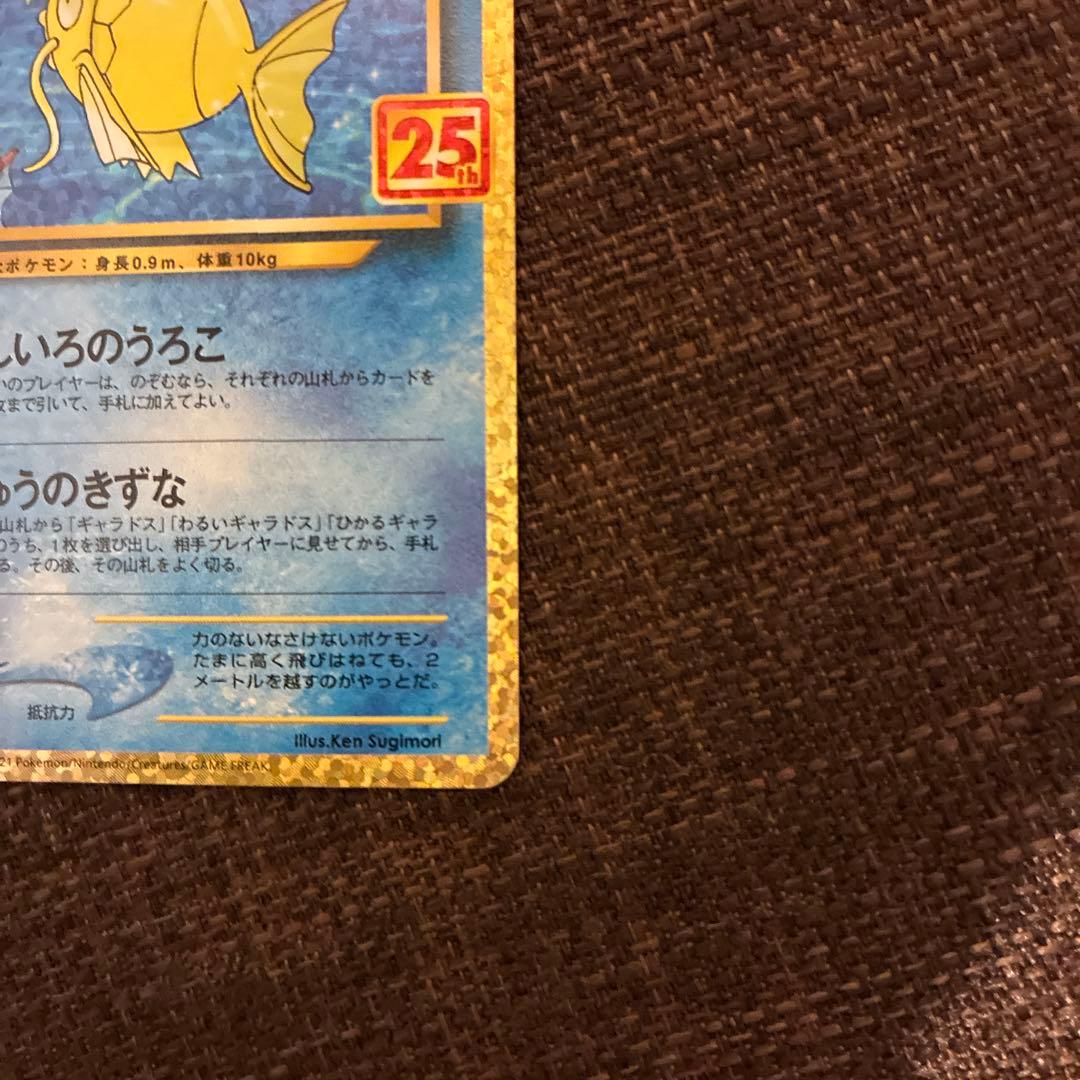 25th
ポケモン：身長0.9m、体重10kg
いろのうろこ
のプレイヤーは、のぞむなら、それぞれの山札からカードを
まで引いて、手札に加えてよい。
ゅうのきずな
山札から「ギャラドス」「わるいギャラドス」「ひかるギャラ
のうち、1枚を選び出し、相手プレイヤーに見せてから、手札
る。その後、その山札をよく切る。
力のないなさけないポケモン。
たまに高く飛びはねても、2
メートルを越すのがやっとだ。
抵抗力
Illus.Ken Sugimori
21 Pokémon/Nintendo/Creatures/GAME FREAK